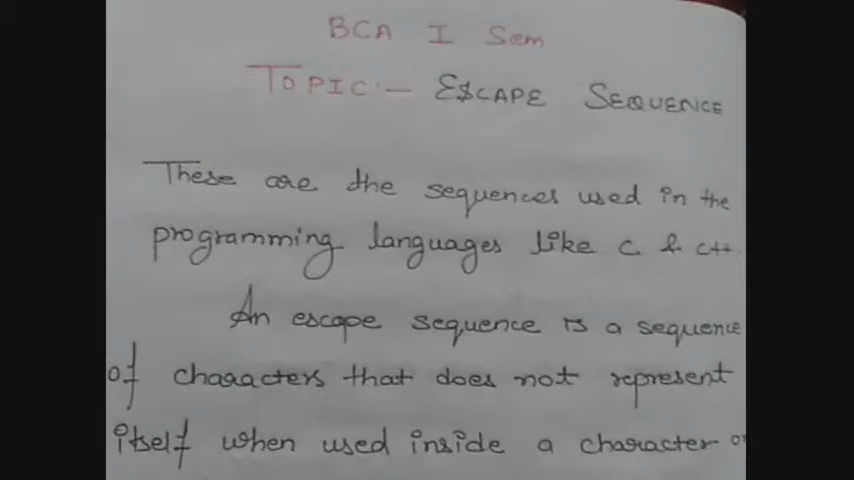 BCA I Sem
TOPIC:- ESCAPE SEQUENCE
These are the sequences used in the
programming languages like C & C++
An escape sequence is a sequence
of characters that does not represent
itself when used inside a character or